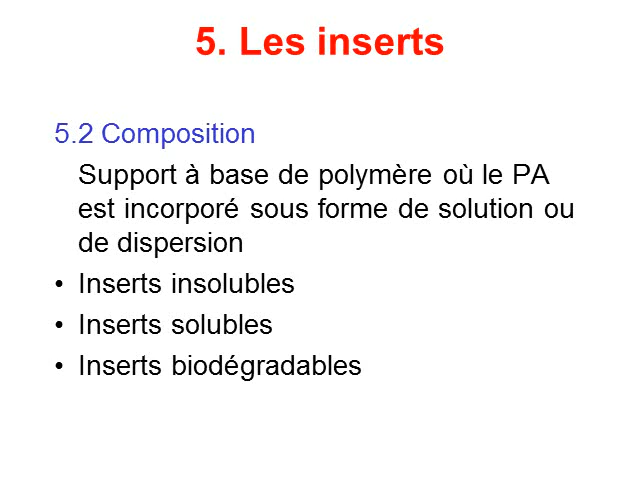 5. Les inserts
5.2 Composition
Support à base de polymère où le PA
est incorporé sous forme de solution ou
de dispersion
• Inserts insolubles
• Inserts solubles
• Inserts biodégradables